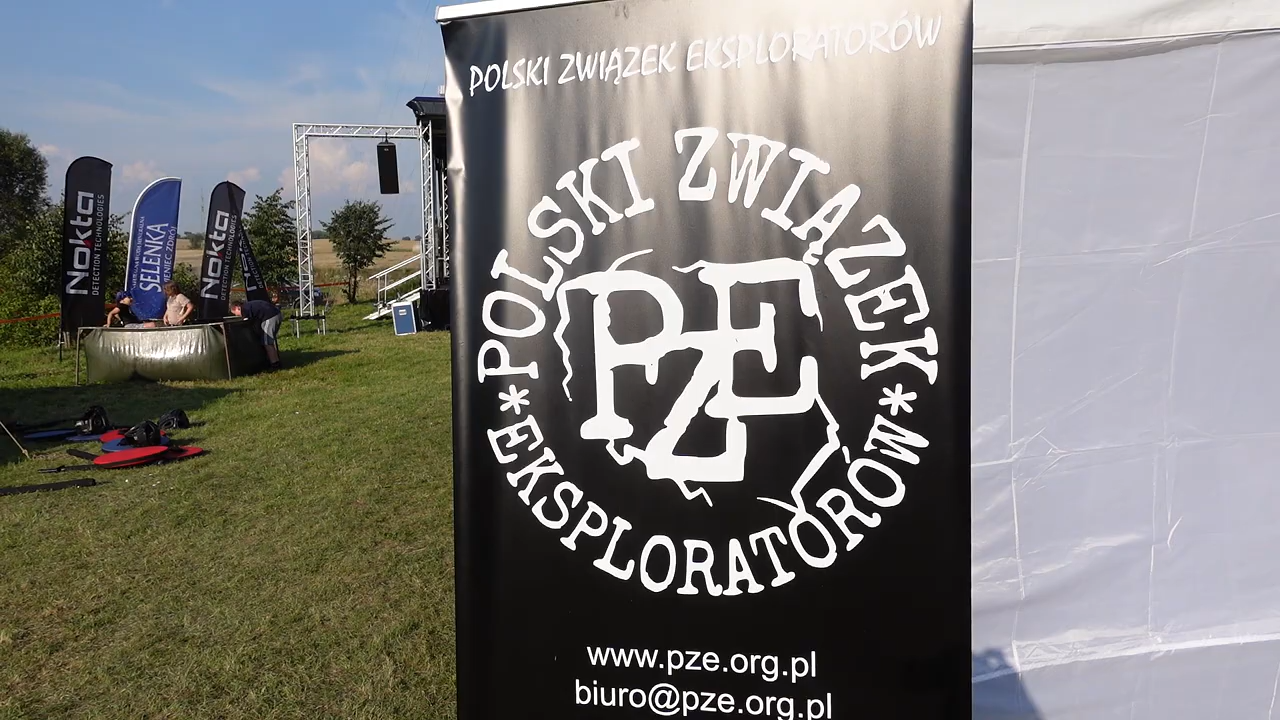 POLSKI ZWIĄZEK EKSPLORATORÓW
POLSKI ZWIĄZEK
PZE
* EKSPLORATORÓW *
www.pze.org.pl
biuro@pze.org.pl
Nokta
DETECTION TECHNOLOGIES
SELENKA
Nokta
DETECTION TECHNOLOGIES